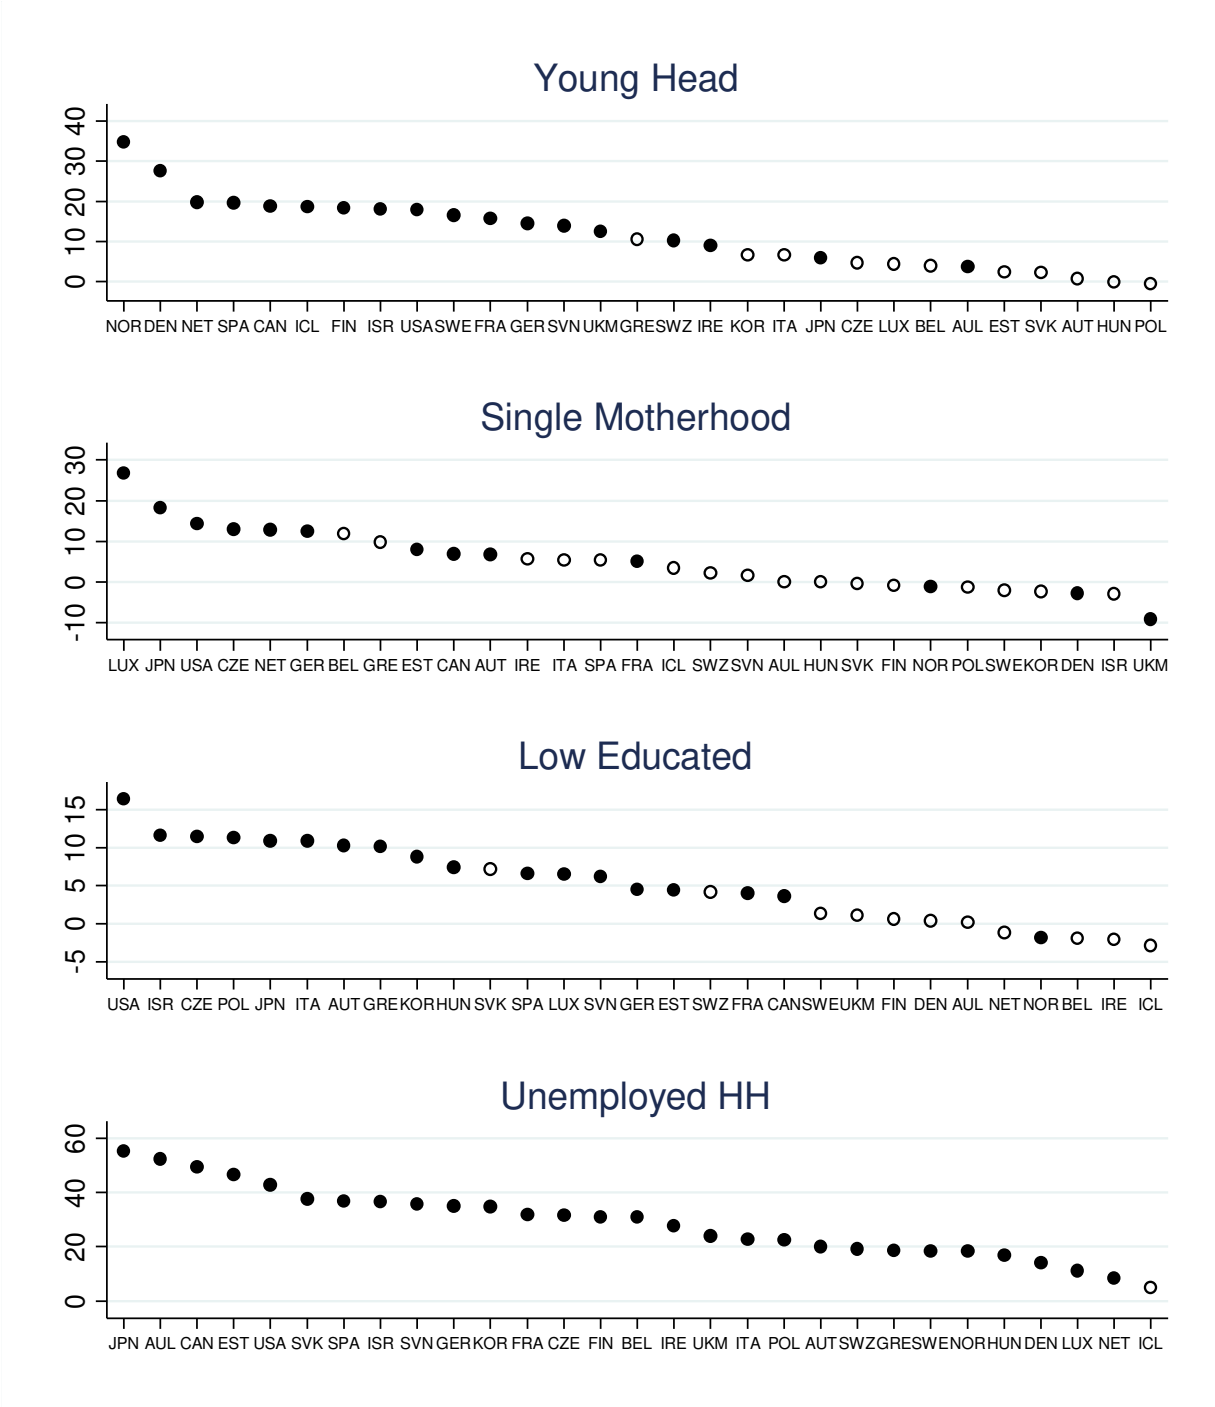 Young Head
40
30
20
10
0
NOR DEN NET SPA CAN ICL FIN ISR USA SWE FRA GER SVN UKM GRE SWZ IRE KOR ITA JPN CZE LUX BEL AUL EST SVK AUT HUN POL
Single Motherhood
30
20
10
0
-10
LUX JPN USA CZE NET GER BEL GRE EST CAN AUT IRE ITA SPA FRA ICL SWZ SVN AUL HUN SVK FIN NOR POL SWE KOR DEN ISR UKM
Low Educated
15
10
5
0
-5
USA ISR CZE POL JPN ITA AUT GRE KOR HUN SVK SPA LUX SVN GER EST SWZ FRA CAN SWE UKM FIN DEN AUL NET NOR BEL IRE ICL
Unemployed HH
60
40
20
0
JPN AUL CAN EST USA SVK SPA ISR SVN GER KOR FRA CZE FIN BEL IRE UKM ITA POL AUT SWZ GRE SWE NOR HUN DEN LUX NET ICL